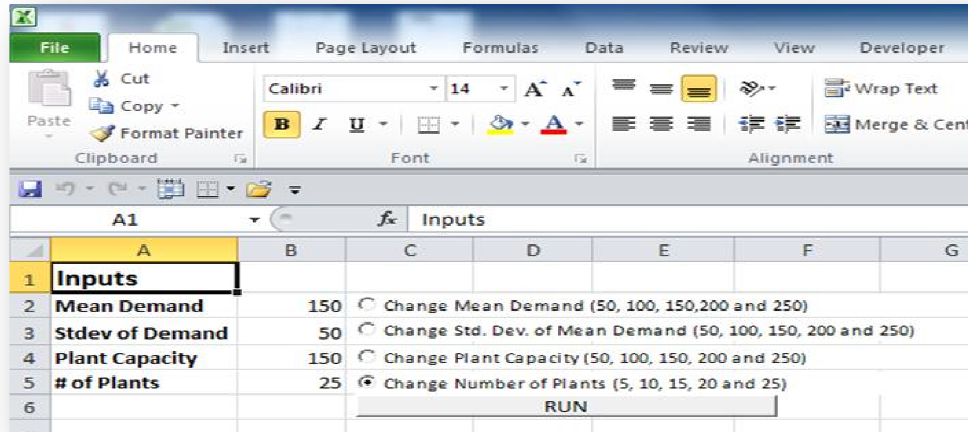 File Home Insert Page Layout Formulas Data Review View Developer
Cut
Calibri 14 A A Wrap Text
Copy
Paste
Format Painter B I U A Merge & Cent
Clipboard Font Alignment
A1 fx Inputs
A B C D E F G
1 Inputs
2 Mean Demand 150 Change Mean Demand (50, 100, 150,200 and 250)
3 Stdev of Demand 50 Change Std. Dev. of Mean Demand (50, 100, 150, 200 and 250)
4 Plant Capacity 150 Change Plant Capacity (50, 100, 150, 200 and 250)
5 # of Plants 25 Change Number of Plants (5, 10, 15, 20 and 25)
6 RUN